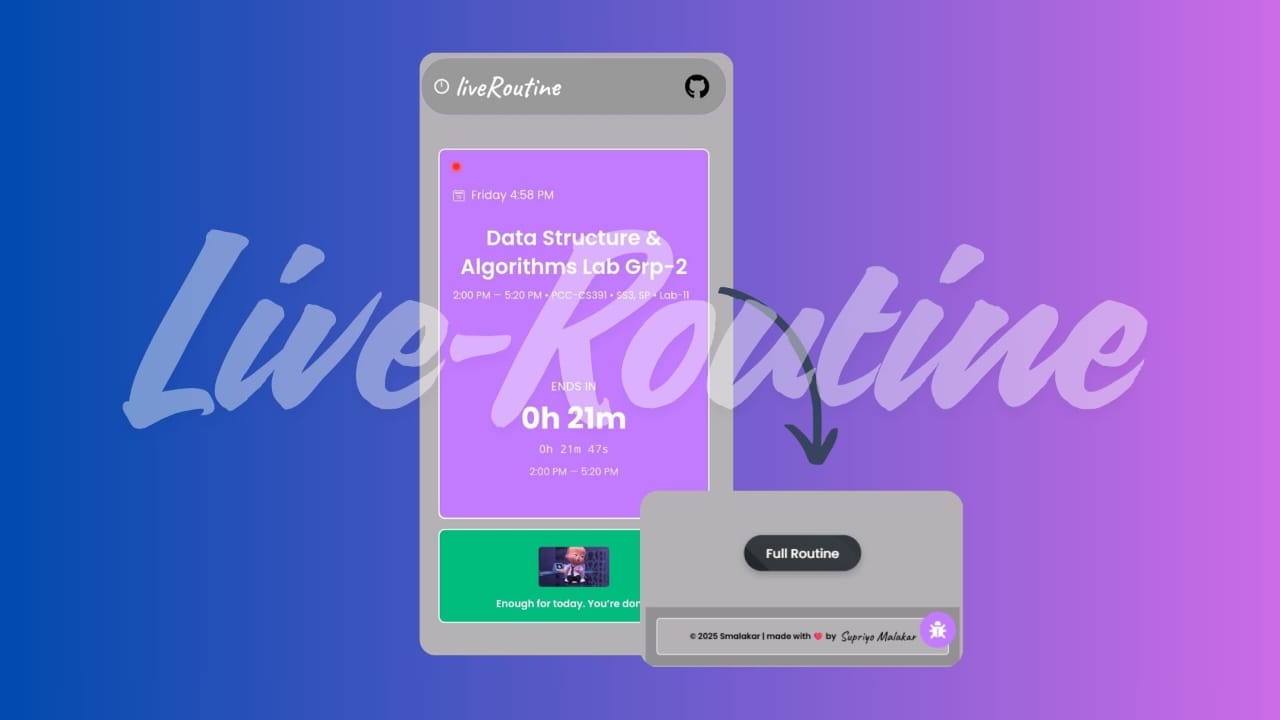 liveRoutine
Friday 4:58 PM
Data Structure &
Algorithms Lab Grp-2
2:00 PM — 5:20 PM • PCC-CS391 • SS3, SP • Lab-11
Live-Routine
ENDS IN
0h 21m
0h 21m 47s
2:00 PM — 5:20 PM
Enough for today. You're
Full Routine
© 2025 Smalakar | made with ❤️ by Supriyo Malakar